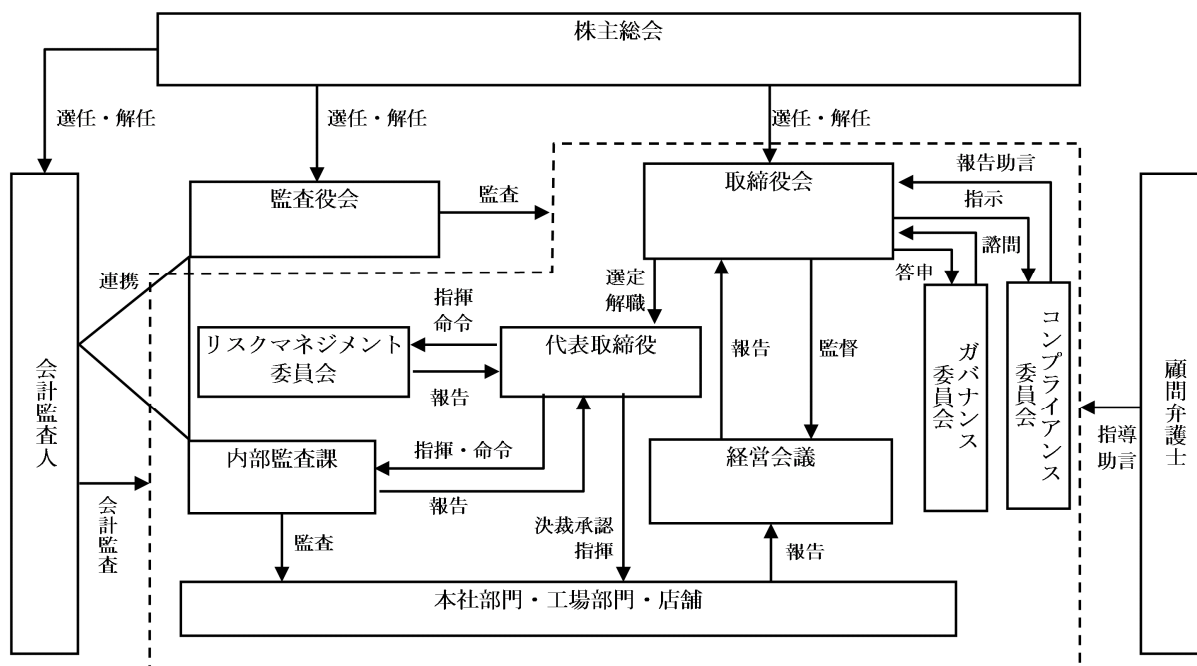 株主総会
選任・解任
選任・解任
選任・解任
監査役会
監査
取締役会
報告助言
指示
諮問
答申
連携
選定
解職
指揮
命令
リスクマネジメント
委員会
代表取締役
報告
報告
監督
ガバナンス
委員会
コンプライアンス
委員会
会計監査人
顧問弁護士
指導
助言
内部監査課
指揮・命令
報告
経営会議
会計監査
監査
決裁承認
指揮
報告
本社部門・工場部門・店舗